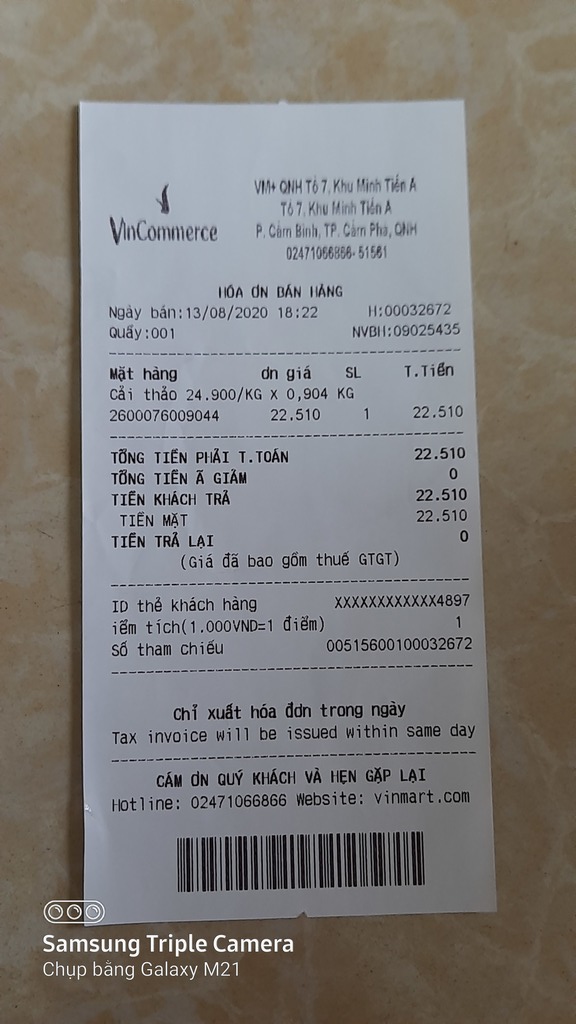 VinCommerce
VM+ QNH Tổ 7, Khu Minh Tiến A
Tổ 7, Khu Minh Tiến A
P. Cẩm Bình, TP. Cẩm Phả, QNH
02471066866-51561
HÓA ƠN BÁN HÀNG
Ngày bán:13/08/2020 18:22 H:00032672
Quầy:001 NVBH:09025435
Mặt hàng ơn giá SL T.Tiền
Cải thảo 24.900/KG X 0,904 KG
2600076009044 22.510 1 22.510
TỔNG TIỀN PHẢI T.TOÁN 22.510
TỔNG TIỀN Ã GIẢM 0
TIỀN KHÁCH TRẢ 22.510
TIỀN MẶT 22.510
TIỀN TRẢ LẠI 0
(Giá đã bao gồm thuế GTGT)
ID thẻ khách hàng XXXXXXXXXXXX4897
iểm tích(1.000VND=1 điểm) 1
Số tham chiếu 00515600100032672
Chỉ xuất hóa đơn trong ngày
Tax invoice will be issued within same day
CÁM ƠN QUÝ KHÁCH VÀ HẸN GẶP LẠI
Hotline: 02471066866 Website: vinmart.com
Samsung Triple Camera
Chụp bằng Galaxy M21